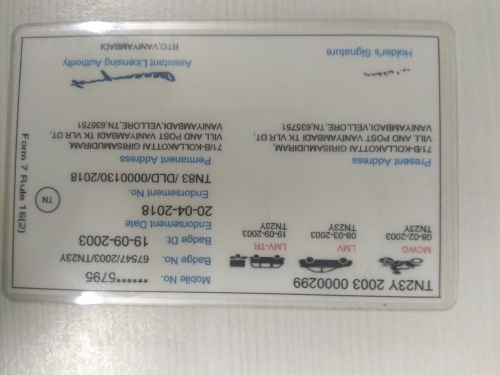 TN23Y 2003 0000299
MCWG
08-02-2003
TN23Y
LMV
08-03-2003
TN23Y
LMV-TR
19-09-2003
TN23Y
Mobile No.
******5795
Badge No.
67547/2003/TN23Y
Badge Dt.
19-09-2003
Endorsement Date
20-04-2018
Endorsement No.
TN83 /DLD/0000130/2018
TN
Present Address
71/B-KOLLAKOTTAI GIRISAMUDIRAM,
VILL AND POST VANIYAMBADI TK VLR DT,
VANIYAMBADI,VELLORE,TN,635751
Permanent Address
71/B-KOLLAKOTTAI GIRISAMUDIRAM,
VILL AND POST VANIYAMBADI TK VLR DT,
VANIYAMBADI,VELLORE,TN,635751
Holder's Signature
Assistant Licensing Authority
RTO,VANIYAMBADI
Form 7 Rule 16(2)